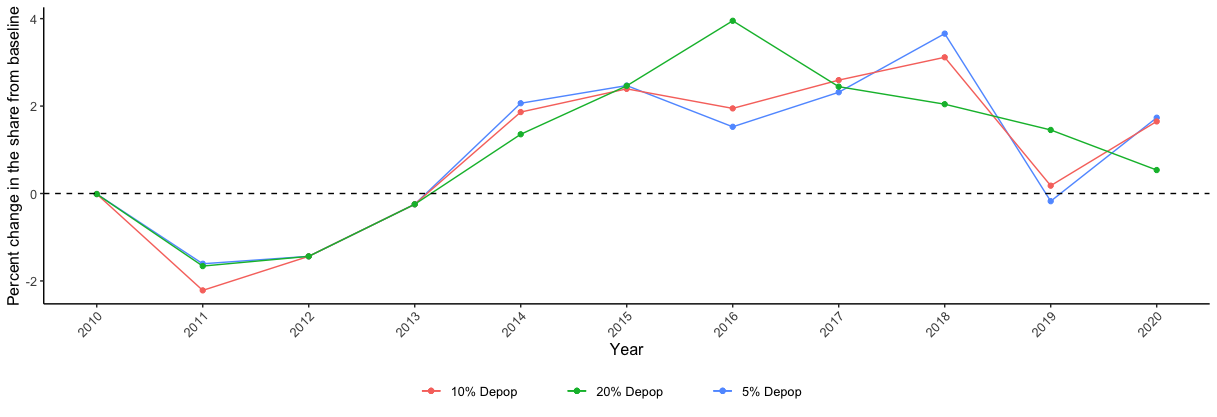 Percent change in the share from baseline
4
2
0
-2
2010 2011 2012 2013 2014 2015 2016 2017 2018 2019 2020
Year
10% Depop 20% Depop 5% Depop